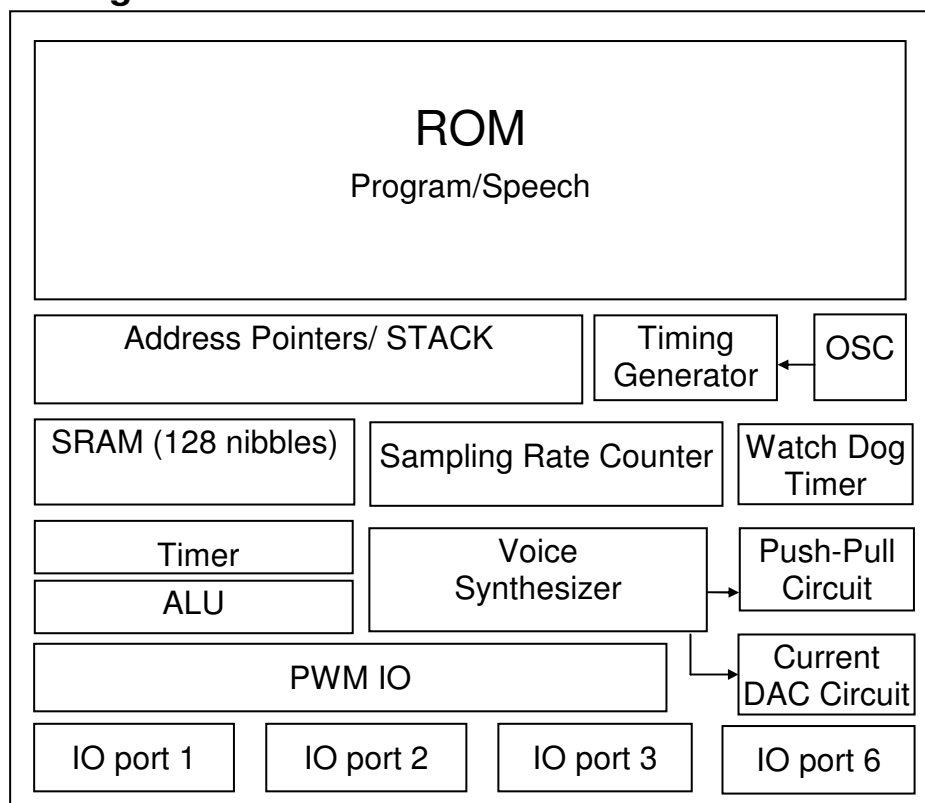 ROM
Program/Speech
Address Pointers/ STACK
Timing
Generator
OSC
SRAM (128 nibbles)
Sampling Rate Counter
Watch Dog
Timer
Timer
Voice
Synthesizer
Push-Pull
Circuit
ALU
PWM IO
Current
DAC Circuit
IO port 1
IO port 2
IO port 3
IO port 6